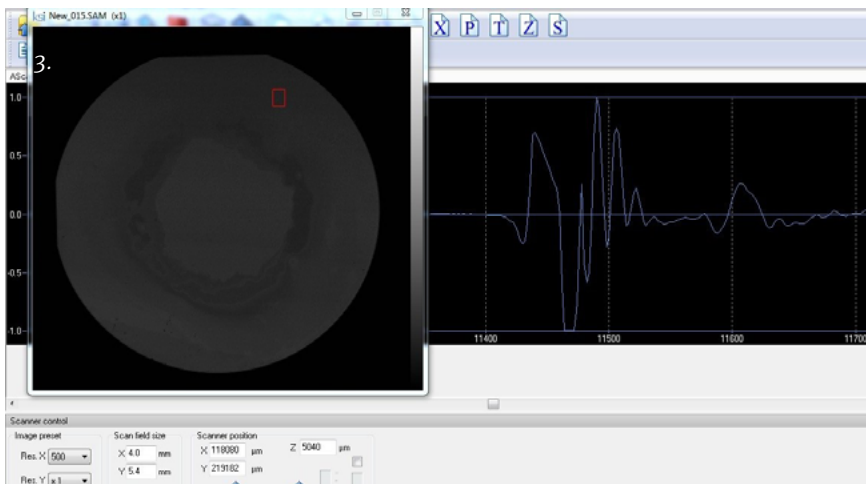 ksi New_015.SAM (x1)
X P T Z S
3.
ASc
1.0
0.5
0.0
-0.5
-1.0
11400 11500 11600 11700
Scanner control
Image preset
Res. X 500
Res. Y x1
Scan field size
X 4.0 mm
Y 5.4 mm
Scanner position
X 118080 µm
Y 219182 µm
Z 5040 µm